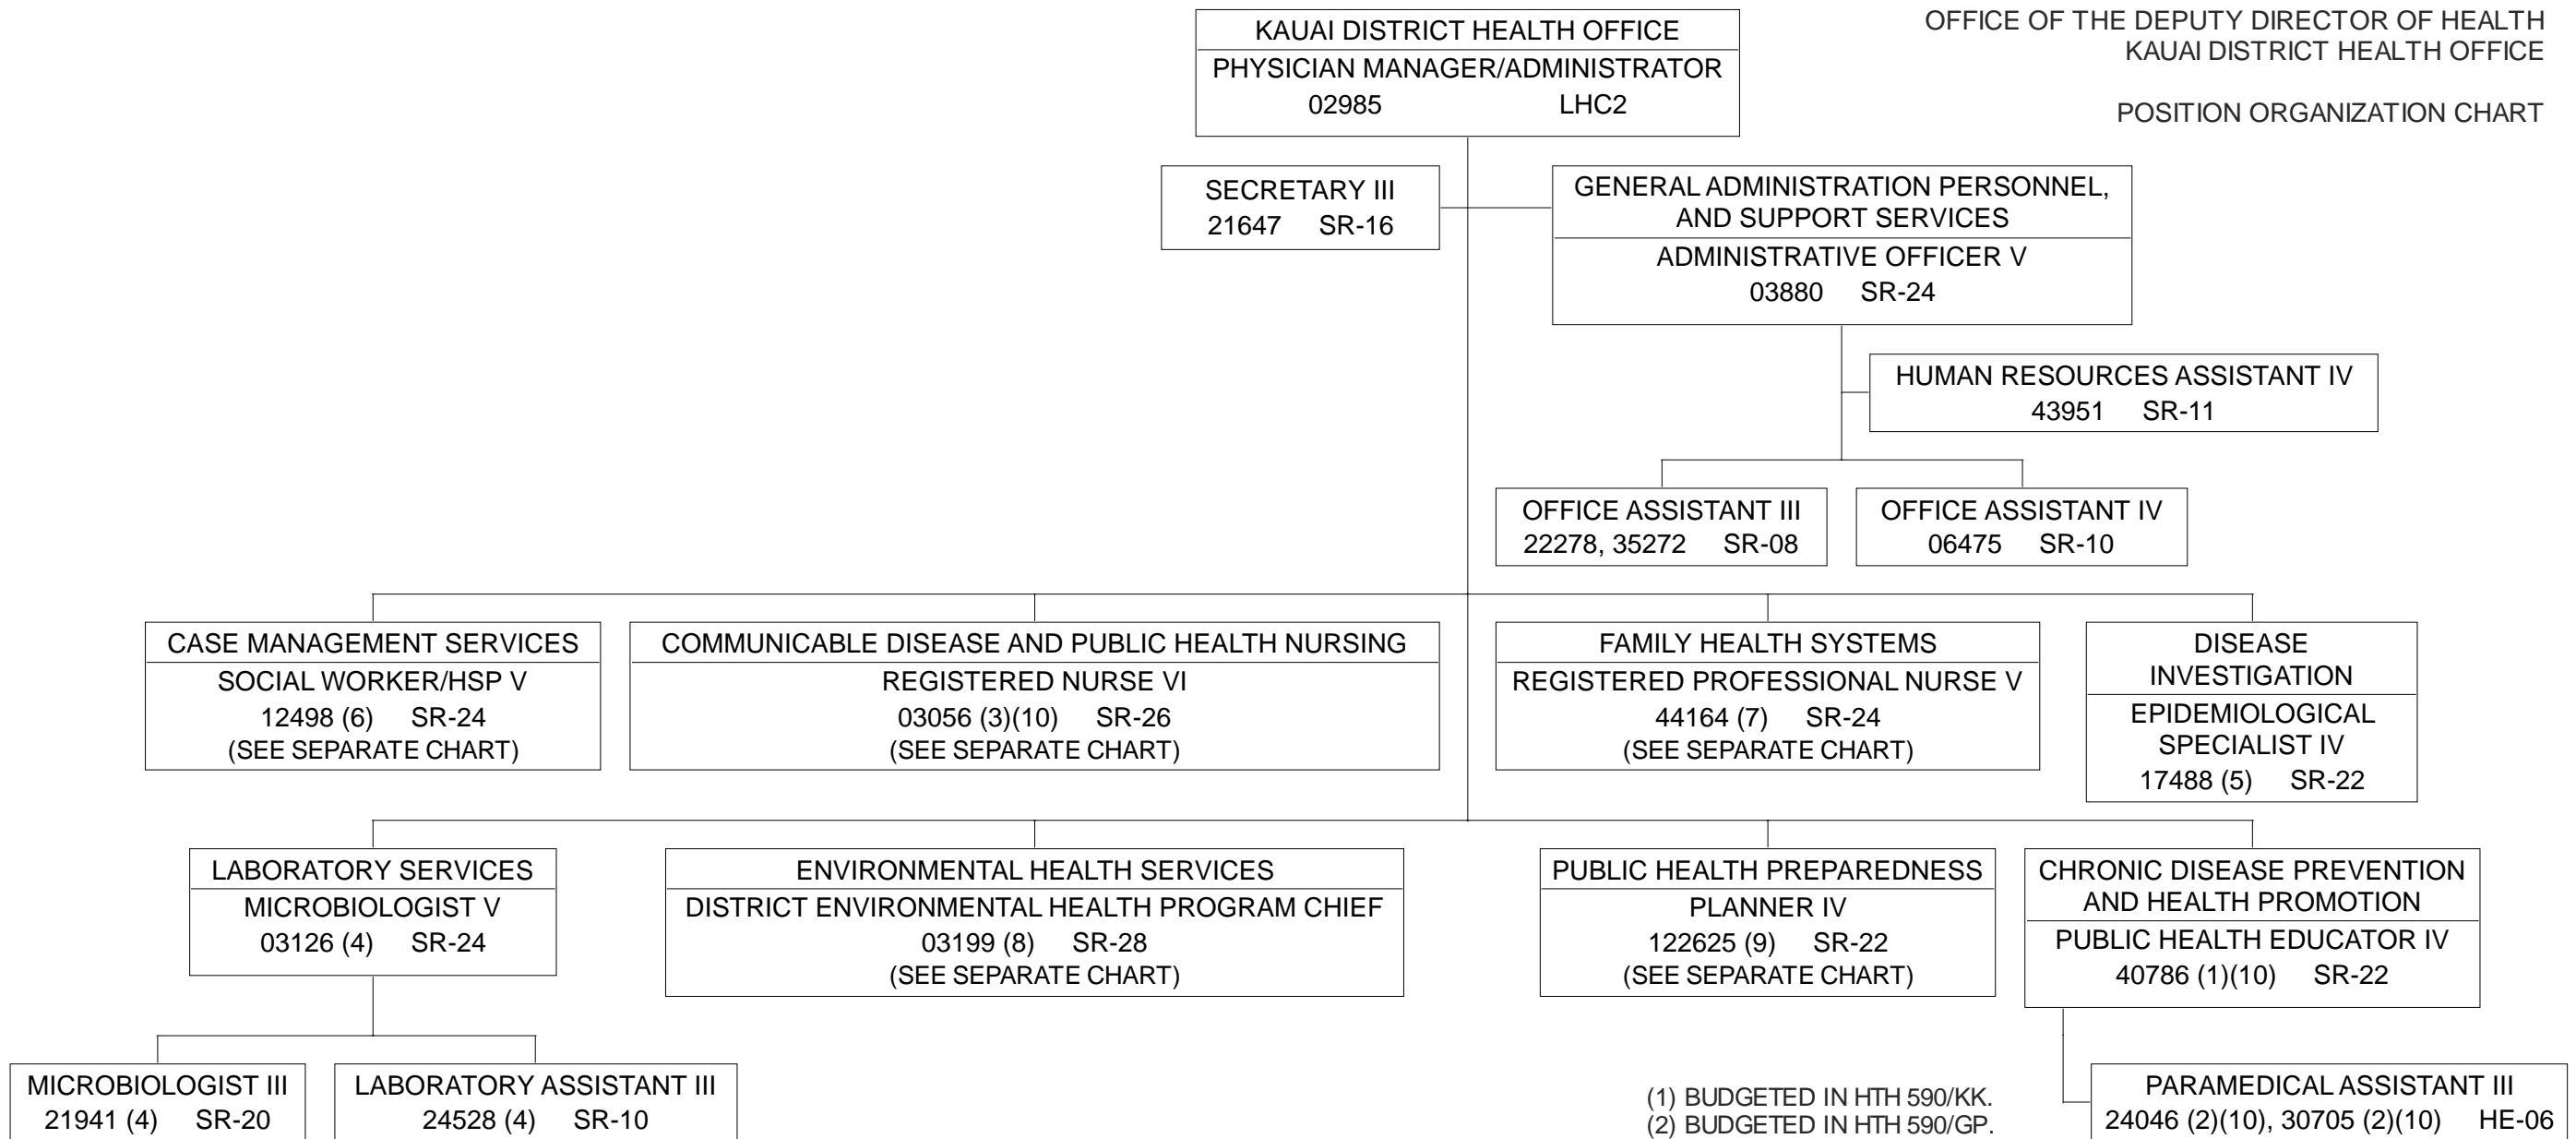 OFFICE OF THE DEPUTY DIRECTOR OF HEALTH
KAUAI DISTRICT HEALTH OFFICE
POSITION ORGANIZATION CHART
KAUAI DISTRICT HEALTH OFFICE
PHYSICIAN MANAGER/ADMINISTRATOR
02985 LHC2
SECRETARY III
21647 SR-16
GENERAL ADMINISTRATION PERSONNEL,
AND SUPPORT SERVICES
ADMINISTRATIVE OFFICER V
03880 SR-24
HUMAN RESOURCES ASSISTANT IV
43951 SR-11
OFFICE ASSISTANT III
22278, 35272 SR-08
OFFICE ASSISTANT IV
06475 SR-10
CASE MANAGEMENT SERVICES
SOCIAL WORKER/HSP V
12498 (6) SR-24
(SEE SEPARATE CHART)
COMMUNICABLE DISEASE AND PUBLIC HEALTH NURSING
REGISTERED NURSE VI
03056 (3)(10) SR-26
(SEE SEPARATE CHART)
FAMILY HEALTH SYSTEMS
REGISTERED PROFESSIONAL NURSE V
44164 (7) SR-24
(SEE SEPARATE CHART)
DISEASE
INVESTIGATION
EPIDEMIOLOGICAL
SPECIALIST IV
17488 (5) SR-22
LABORATORY SERVICES
MICROBIOLOGIST V
03126 (4) SR-24
ENVIRONMENTAL HEALTH SERVICES
DISTRICT ENVIRONMENTAL HEALTH PROGRAM CHIEF
03199 (8) SR-28
(SEE SEPARATE CHART)
PUBLIC HEALTH PREPAREDNESS
PLANNER IV
122625 (9) SR-22
(SEE SEPARATE CHART)
CHRONIC DISEASE PREVENTION
AND HEALTH PROMOTION
PUBLIC HEALTH EDUCATOR IV
40786 (1)(10) SR-22
MICROBIOLOGIST III
21941 (4) SR-20
LABORATORY ASSISTANT III
24528 (4) SR-10
(1) BUDGETED IN HTH 590/KK.
(2) BUDGETED IN HTH 590/GP.
PARAMEDICAL ASSISTANT III
24046 (2)(10), 30705 (2)(10) HE-06